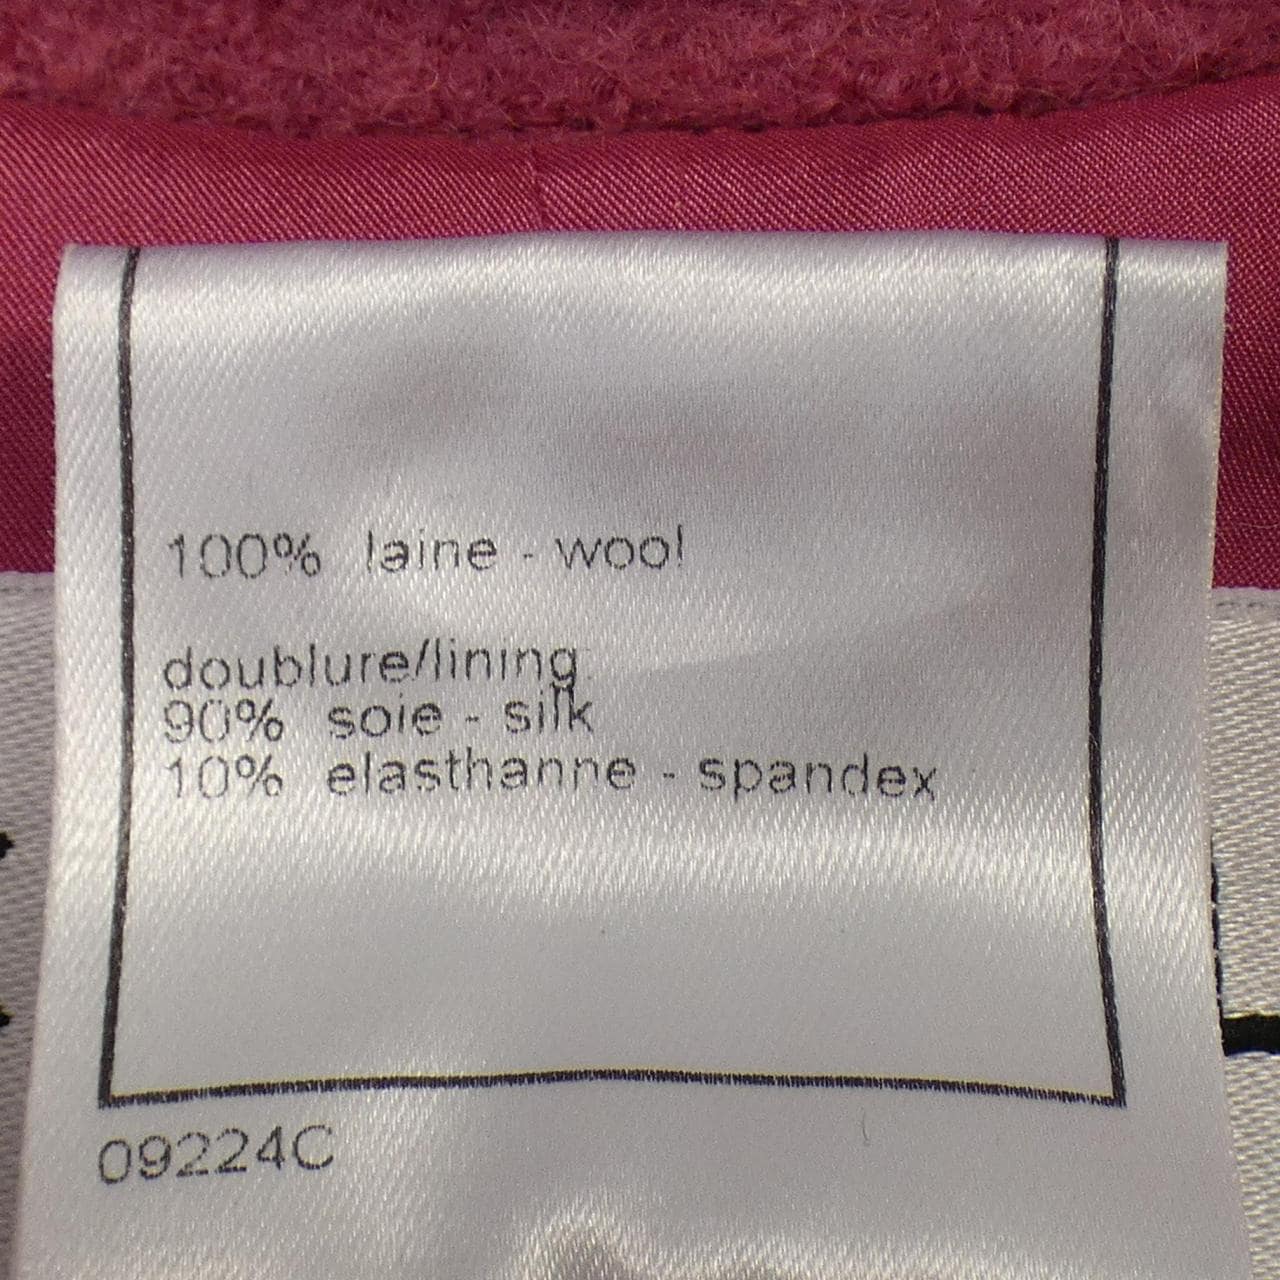 100% laine - wool
doublure/lining
90% soie - silk
10% elasthanne - spandex
09224C